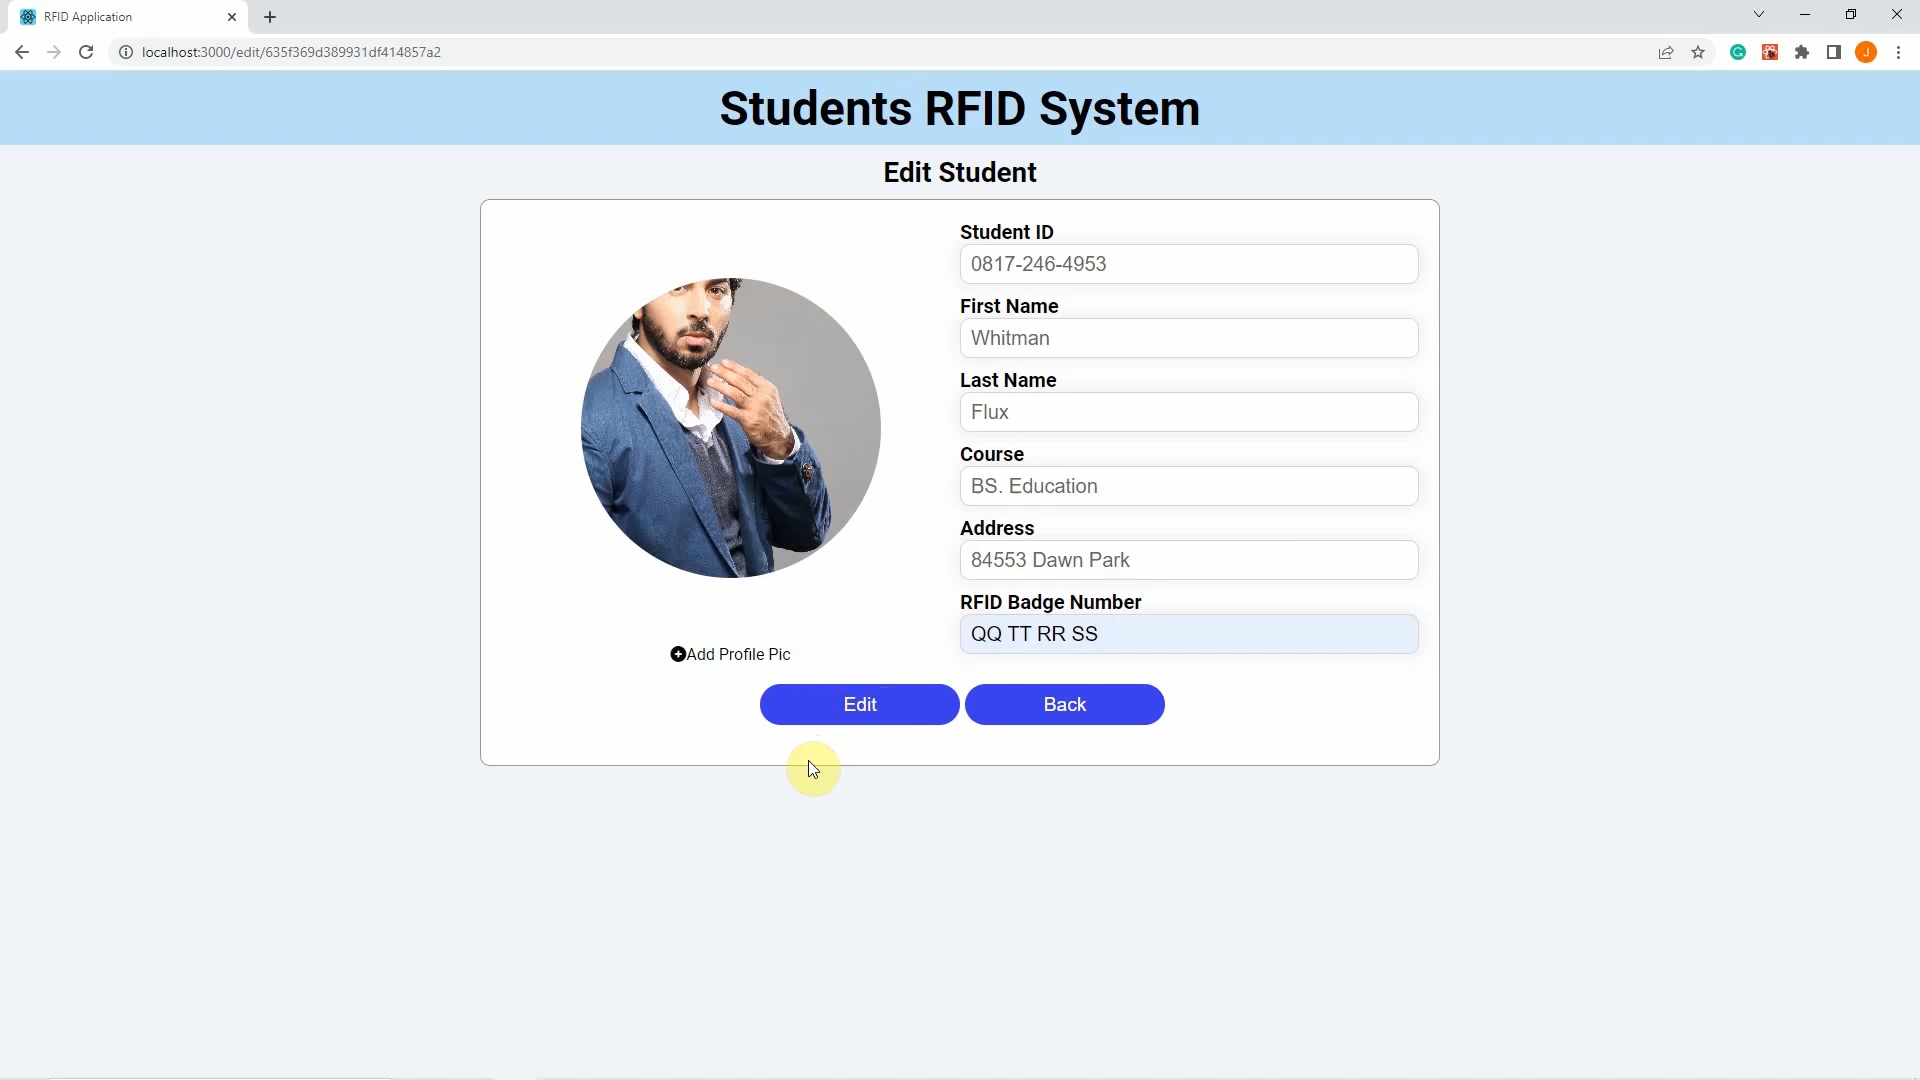 RFID Application
localhost:3000/edit/635f369d389931df414857a2
J
Students RFID System
Edit Student
Student ID
0817-246-4953
First Name
Whitman
Last Name
Flux
Course
BS. Education
Address
84553 Dawn Park
RFID Badge Number
QQ TT RR SS
Add Profile Pic
Edit
Back